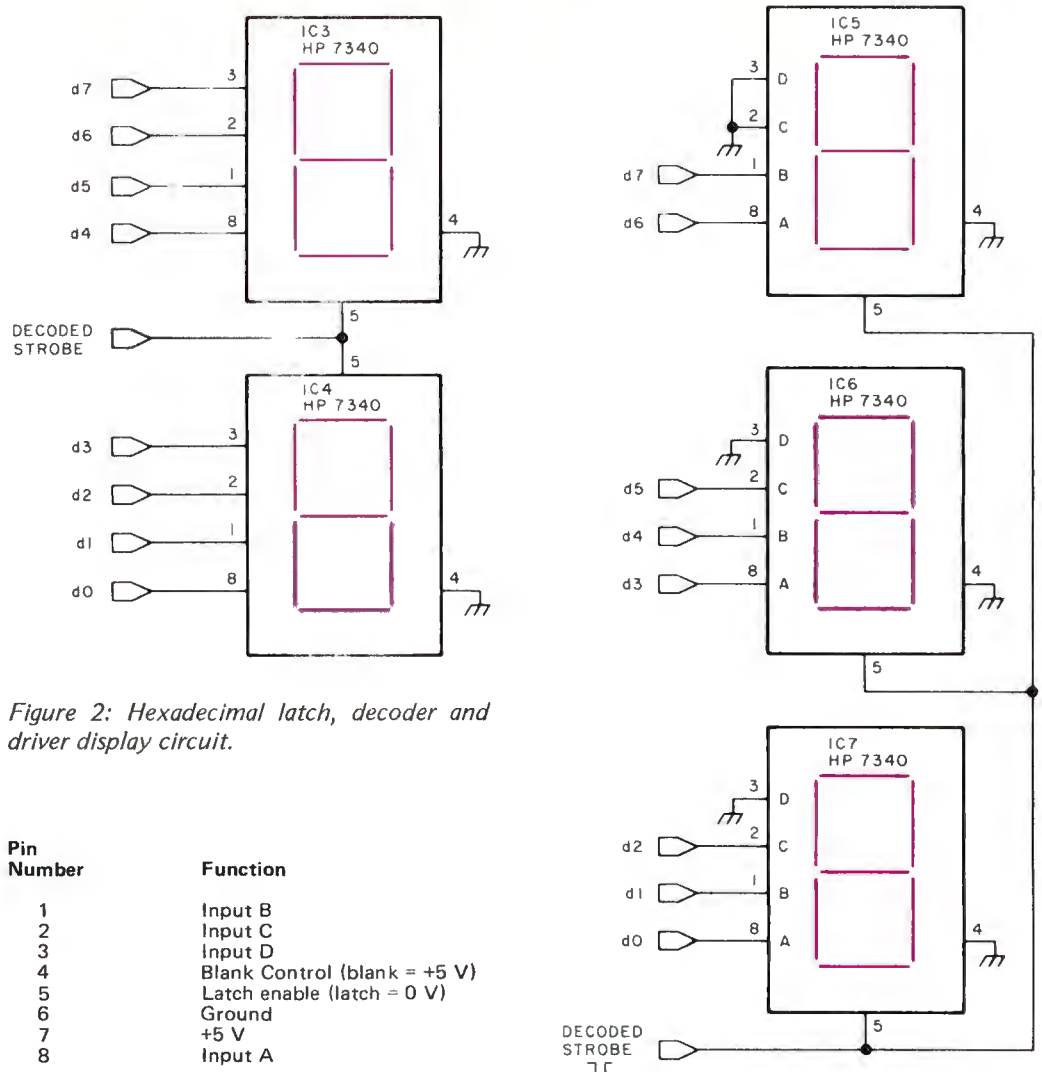 IC3
HP 7340
3
d7
2
d6
1
d5
8
d4
4
5
DECODED
STROBE
5
IC4
HP 7340
3
d3
2
d2
1
d1
8
d0
4
Figure 2: Hexadecimal latch, decoder and
driver display circuit.
Pin
Number Function
1 Input B
2 Input C
3 Input D
4 Blank Control (blank = +5 V)
5 Latch enable (latch = 0 V)
6 Ground
7 +5 V
8 Input A
IC5
HP 7340
3 D
2 C
d7 1 B
d6 8 A
4
5
IC6
HP 7340
3 D
d5 2 C
d4 1 B
d3 8 A
4
5
IC7
HP 7340
3 D
d2 2 C
d1 1 B
d0 8 A
4
5
DECODED
STROBE